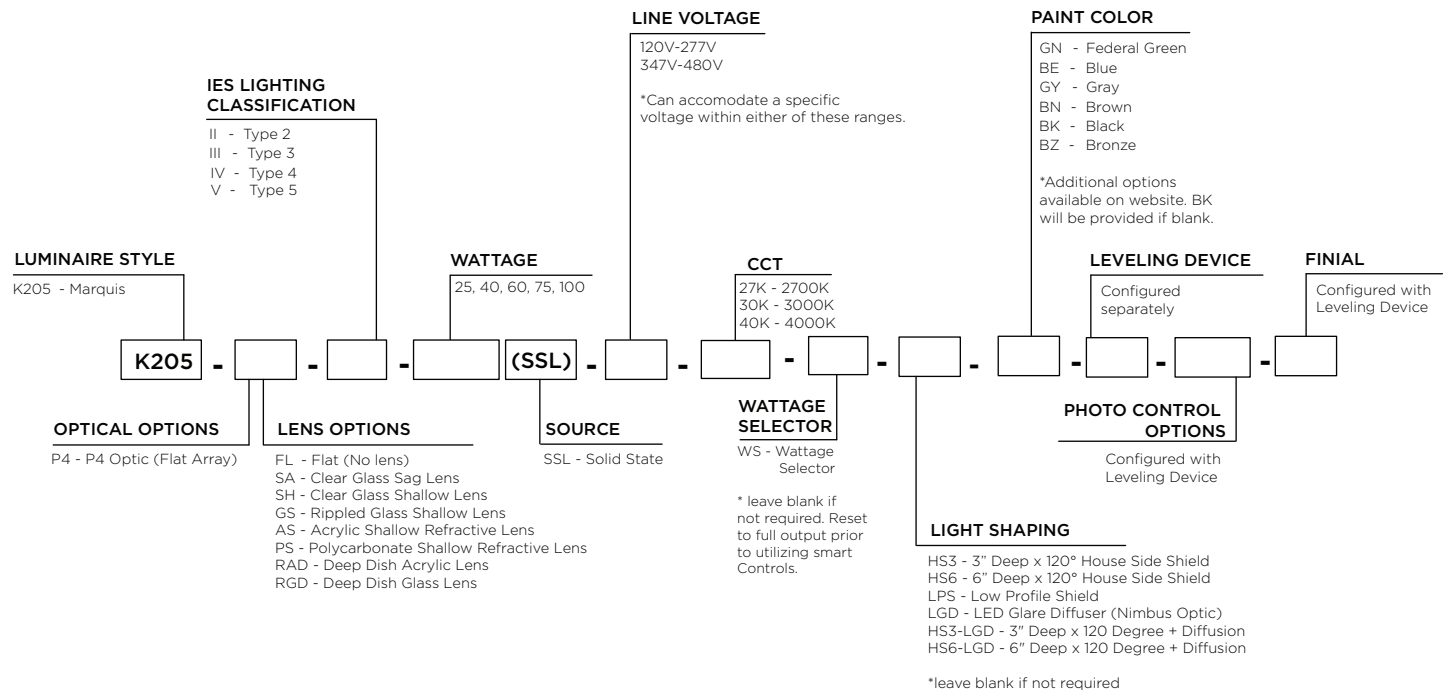 LINE VOLTAGE
120V-277V
347V-480V
*Can accomodate a specific
voltage within either of these ranges.
PAINT COLOR
GN - Federal Green
BE - Blue
GY - Gray
BN - Brown
BK - Black
BZ - Bronze
*Additional options
available on website. BK
will be provided if blank.
IES LIGHTING
CLASSIFICATION
II - Type 2
III - Type 3
IV - Type 4
V - Type 5
LUMINAIRE STYLE
K205 - Marquis
WATTAGE
25, 40, 60, 75, 100
CCT
27K - 2700K
30K - 3000K
40K - 4000K
LEVELING DEVICE
Configured
separately
FINIAL
Configured with
Leveling Device
K205 - - - (SSL) - - - - - - - -
OPTICAL OPTIONS
P4 - P4 Optic (Flat Array)
LENS OPTIONS
FL - Flat (No lens)
SA - Clear Glass Sag Lens
SH - Clear Glass Shallow Lens
GS - Rippled Glass Shallow Lens
AS - Acrylic Shallow Refractive Lens
PS - Polycarbonate Shallow Refractive Lens
RAD - Deep Dish Acrylic Lens
RGD - Deep Dish Glass Lens
SOURCE
SSL - Solid State
WATTAGE
SELECTOR
WS - Wattage
Selector
* leave blank if
not required. Reset
to full output prior
to utilizing smart
Controls.
LIGHT SHAPING
HS3 - 3” Deep x 120° House Side Shield
HS6 - 6” Deep x 120° House Side Shield
LPS - Low Profile Shield
LGD - LED Glare Diffuser (Nimbus Optic)
HS3-LGD - 3" Deep x 120 Degree + Diffusion
HS6-LGD - 6" Deep x 120 Degree + Diffusion
*leave blank if not required
PHOTO CONTROL
OPTIONS
Configured with
Leveling Device